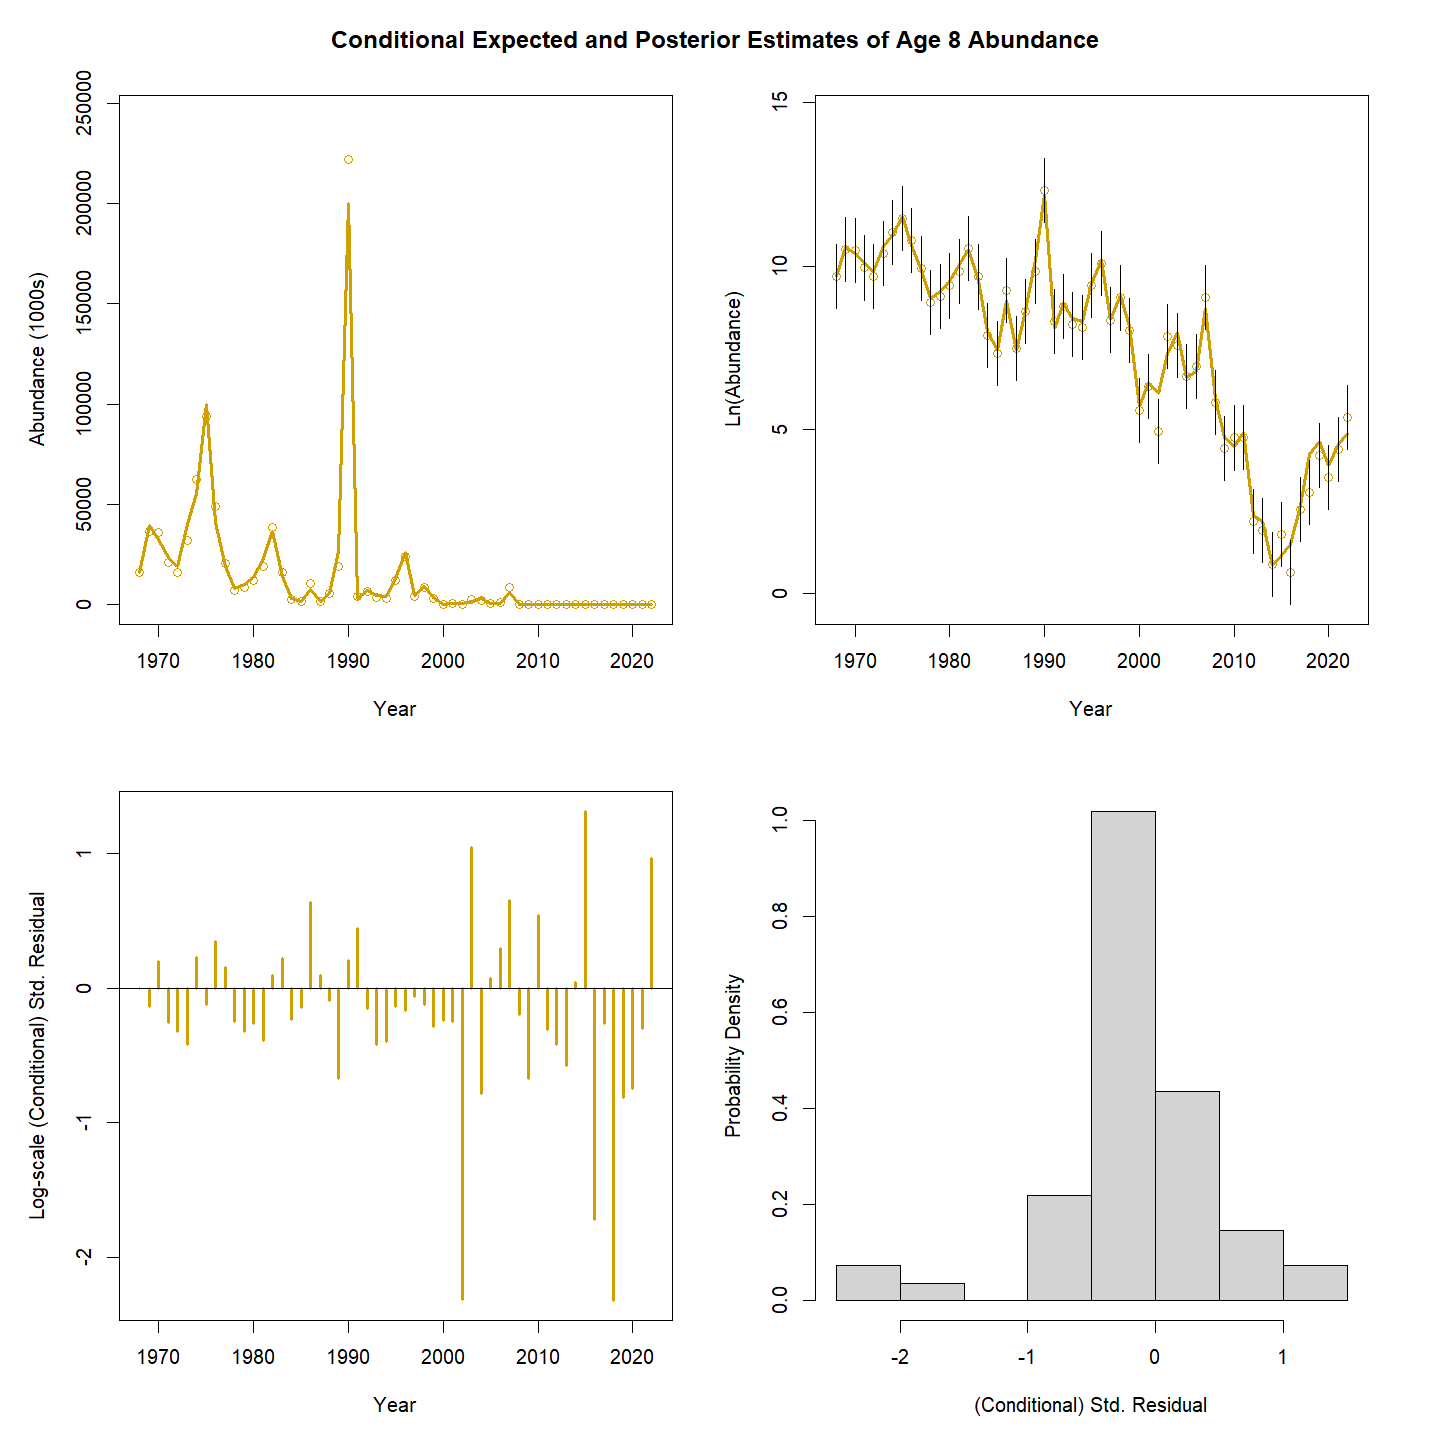 Conditional Expected and Posterior Estimates of Age 8 Abundance
Abundance (1000s)
250000
200000
150000
100000
50000
0
1970 1980 1990 2000 2010 2020
Year
Ln(Abundance)
15
10
5
0
1970 1980 1990 2000 2010 2020
Year
Log-scale (Conditional) Std. Residual
1
0
-1
-2
1970 1980 1990 2000 2010 2020
Year
Probability Density
1.0
0.8
0.6
0.4
0.2
0.0
-2 -1 0 1
(Conditional) Std. Residual